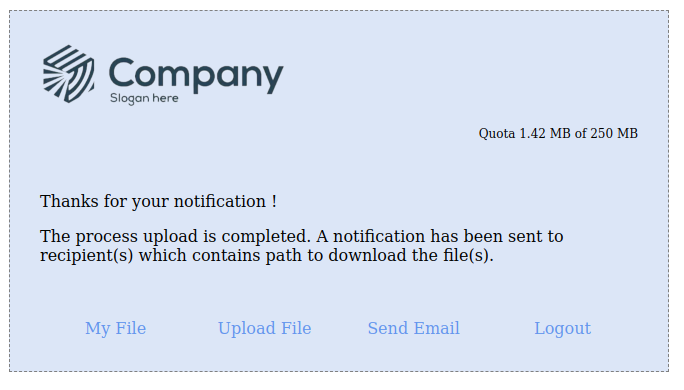 Company
Slogan here
Quota 1.42 MB of 250 MB
Thanks for your notification !
The process upload is completed. A notification has been sent to
recipient(s) which contains path to download the file(s).
My File Upload File Send Email Logout